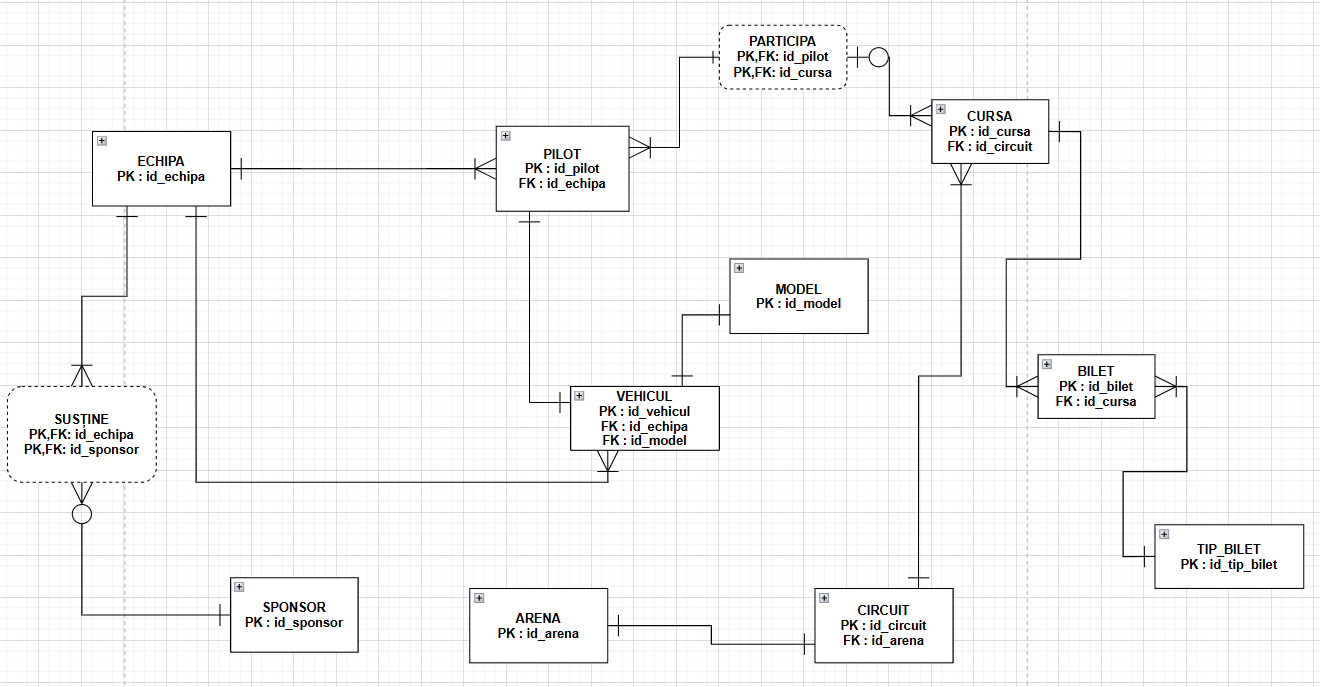 PARTICIPA
PK,FK: id_pilot
PK,FK: id_cursa
CURSA
PK : id_cursa
FK : id_circuit
ECHIPA
PK : id_echipa
PILOT
PK : id_pilot
FK : id_echipa
MODEL
PK : id_model
BILET
PK : id_bilet
FK : id_cursa
VEHICUL
PK : id_vehicul
FK : id_echipa
FK : id_model
SUSȚINE
PK,FK: id_echipa
PK,FK: id_sponsor
TIP_BILET
PK : id_tip_bilet
SPONSOR
PK : id_sponsor
ARENA
PK : id_arena
CIRCUIT
PK : id_circuit
FK : id_arena